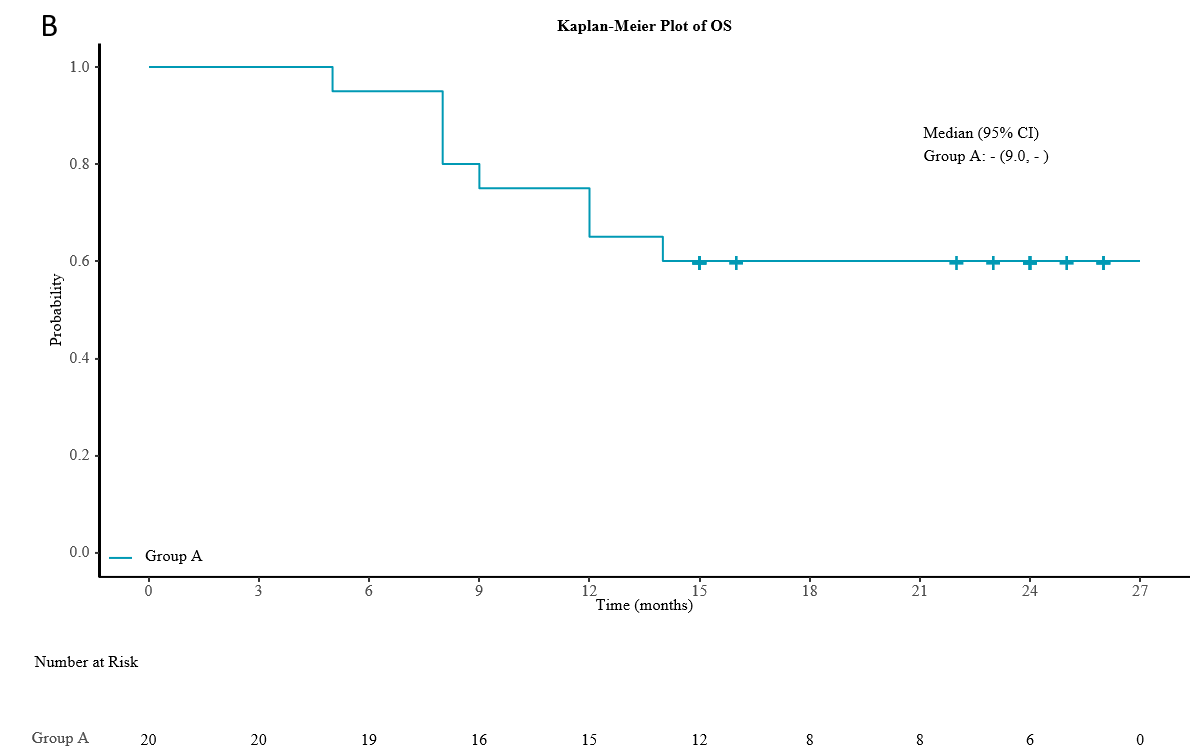 B
Kaplan-Meier Plot of OS
1.0
0.8
0.6
0.4
0.2
0.0
Probability
Median (95% CI)
Group A: - (9.0, - )
Group A
0 3 6 9 12 15 18 21 24 27
Time (months)
Number at Risk
Group A 20 20 19 16 15 12 8 8 6 0